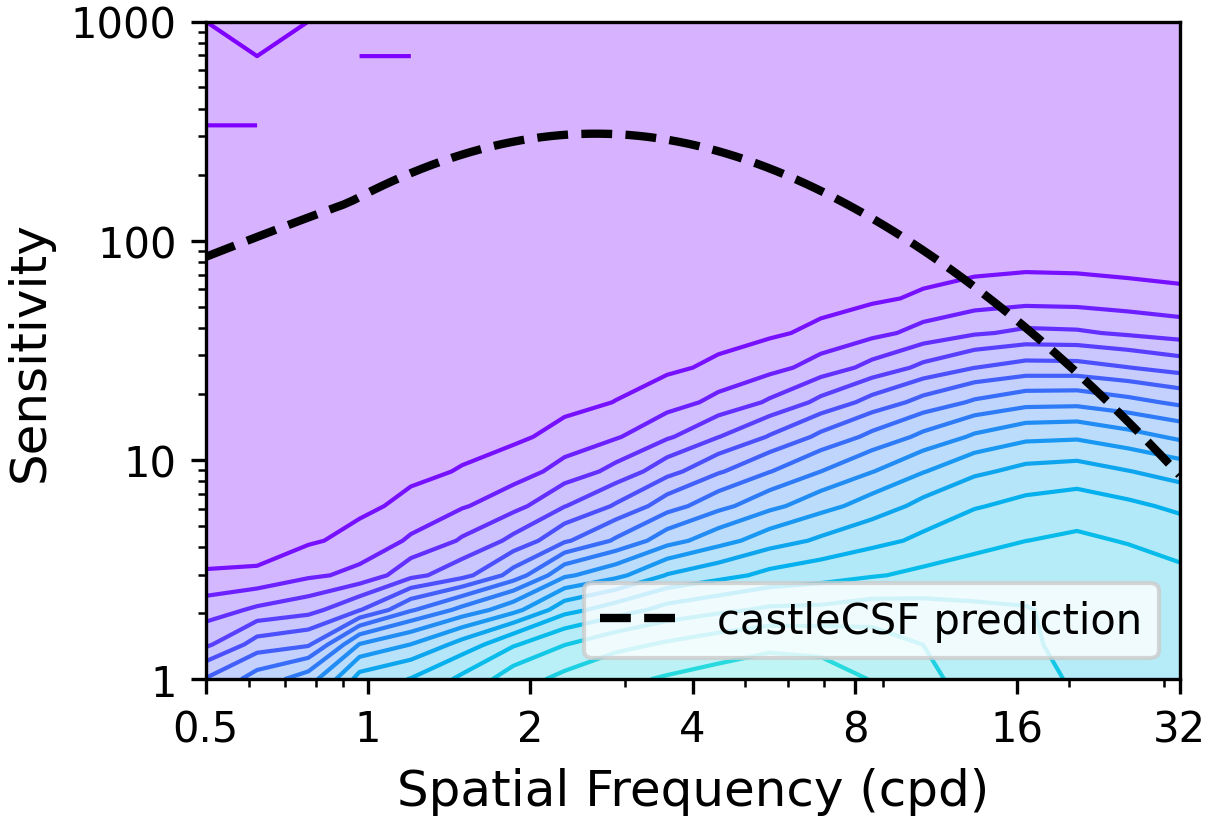 1000
100
10
1
Sensitivity
castleCSF prediction
0.5 1 2 4 8 16 32
Spatial Frequency (cpd)